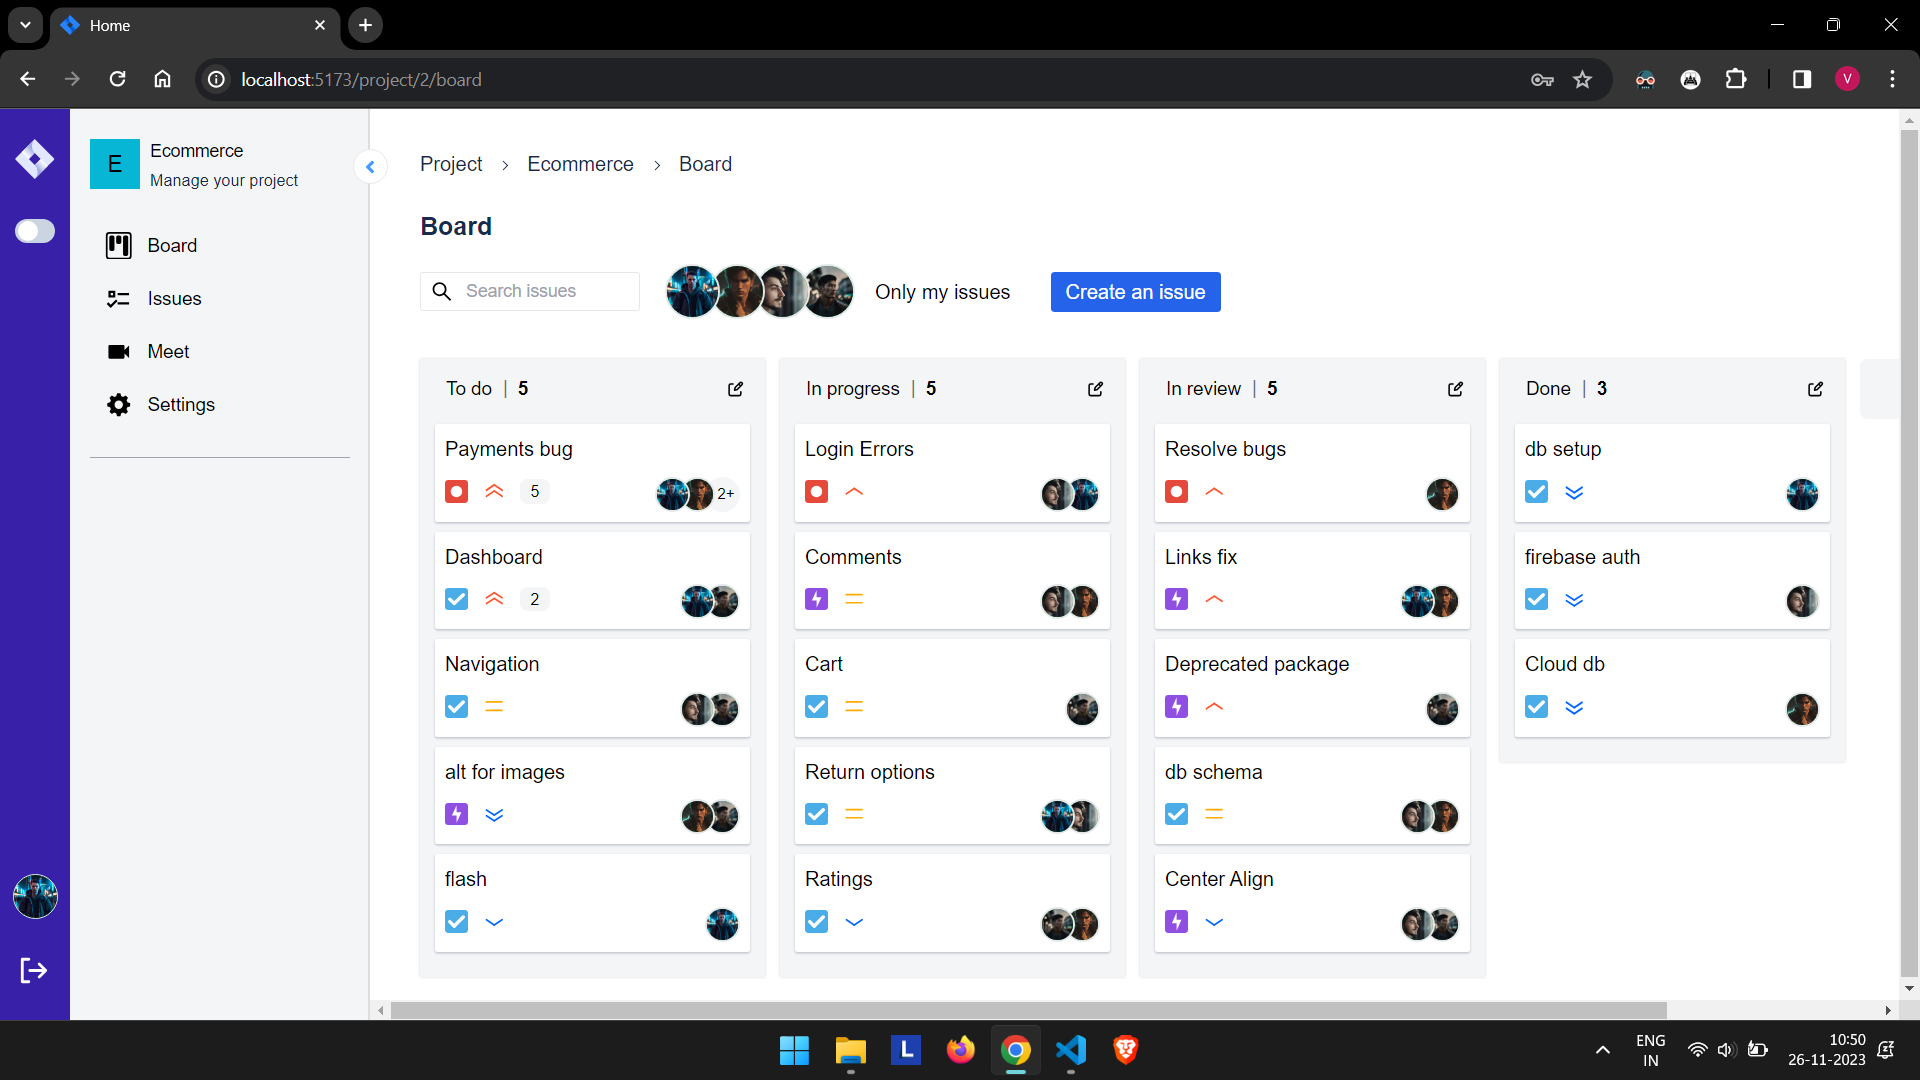 Home
localhost:5173/project/2/board
V
E
Ecommerce
Manage your project
Board
Issues
Meet
Settings
Project > Ecommerce > Board
Board
Search issues
Only my issues
Create an issue
To do | 5
Payments bug
5
2+
Dashboard
2
Navigation
alt for images
flash
In progress | 5
Login Errors
Comments
Cart
Return options
Ratings
In review | 5
Resolve bugs
Links fix
Deprecated package
db schema
Center Align
Done | 3
db setup
firebase auth
Cloud db
L
ENG
IN
10:50
26-11-2023